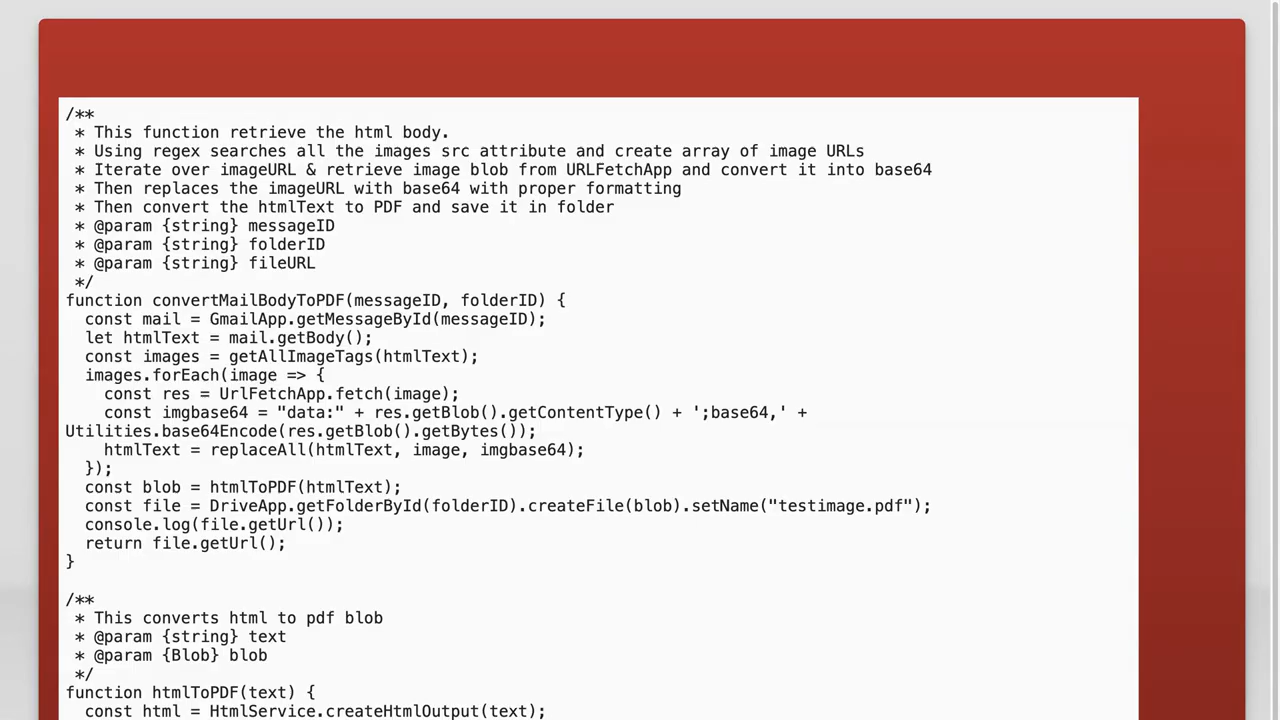 /**
 * This function retrieve the html body.
 * Using regex searches all the images src attribute and create array of image URLs
 * Iterate over imageURL & retrieve image blob from URLFetchApp and convert it into base64
 * Then replaces the imageURL with base64 with proper formatting
 * Then convert the htmlText to PDF and save it in folder
 * @param {string} messageID
 * @param {string} folderID
 * @param {string} fileURL
 */
function convertMailBodyToPDF(messageID, folderID) {
  const mail = GmailApp.getMessageById(messageID);
  let htmlText = mail.getBody();
  const images = getAllImageTags(htmlText);
  images.forEach(image => {
    const res = UrlFetchApp.fetch(image);
    const imgbase64 = "data:" + res.getBlob().getContentType() + ';base64,' +
Utilities.base64Encode(res.getBlob().getBytes());
    htmlText = replaceAll(htmlText, image, imgbase64);
  });
  const blob = htmlToPDF(htmlText);
  const file = DriveApp.getFolderById(folderID).createFile(blob).setName("testimage.pdf");
  console.log(file.getUrl());
  return file.getUrl();
}

/**
 * This converts html to pdf blob
 * @param {string} text
 * @param {Blob} blob
 */
function htmlToPDF(text) {
  const html = HtmlService.createHtmlOutput(text);